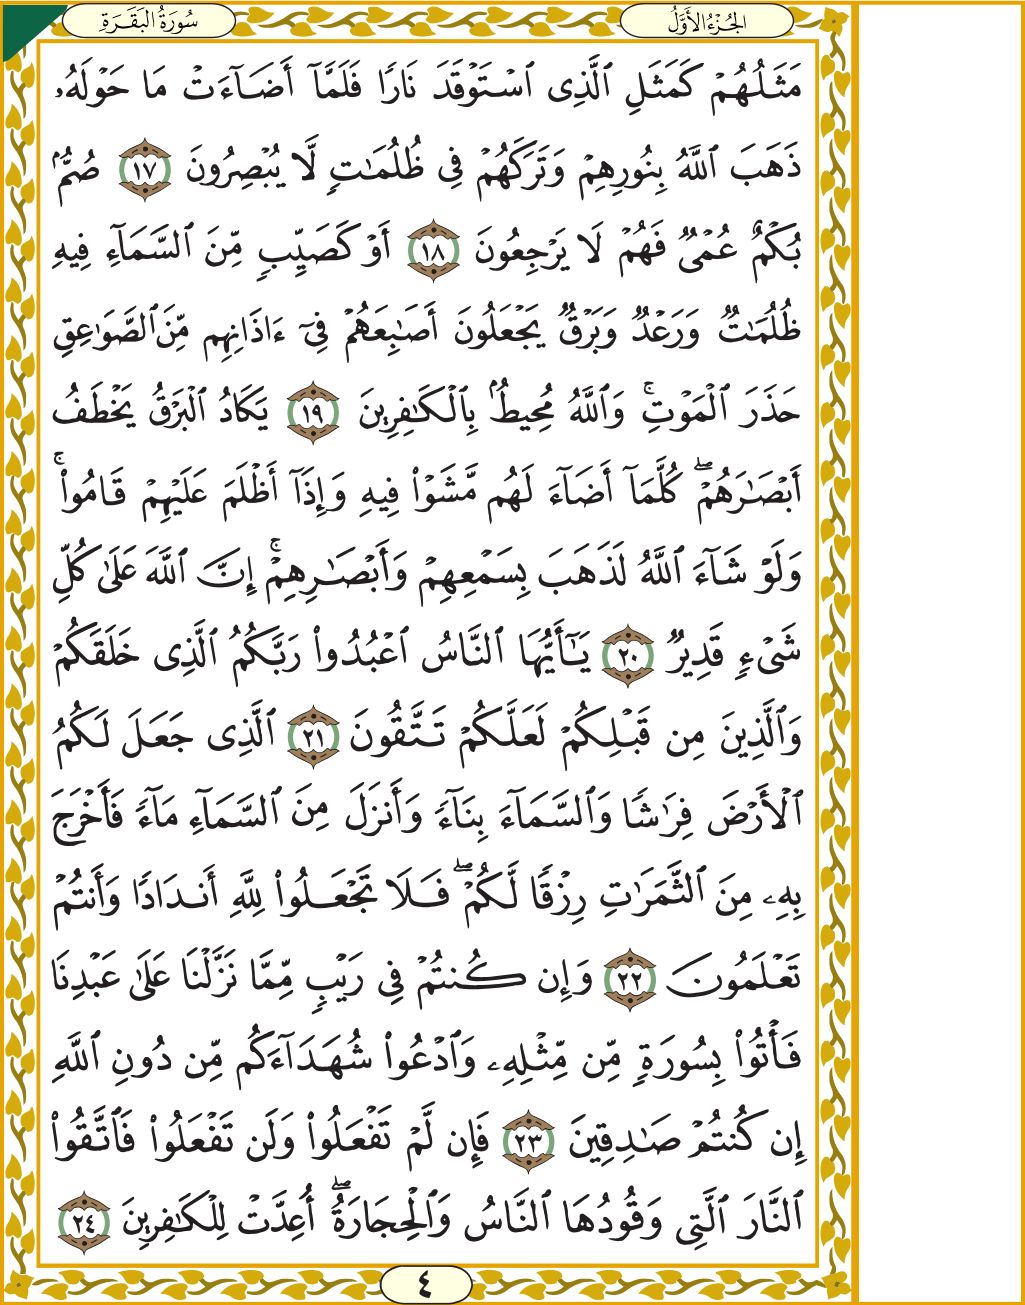 سُورَةُ البَقَرَةِ
الجُزْءُ الأَوَّلُ
مَثَلُهُمْ كَمَثَلِ ٱلَّذِى ٱسْتَوْقَدَ نَارًا فَلَمَّآ أَضَآءَتْ مَا حَوْلَهُۥ
ذَهَبَ ٱللَّهُ بِنُورِهِمْ وَتَرَكَهُمْ فِى ظُلُمَـٰتٍ لَّا يُبْصِرُونَ ١٧ صُمٌّۢ
بُكْمٌ عُمْىٌ فَهُمْ لَا يَرْجِعُونَ ١٨ أَوْ كَصَيِّبٍ مِّنَ ٱلسَّمَآءِ فِيهِ
ظُلُمَـٰتٌ وَرَعْدٌ وَبَرْقٌ يَجْعَلُونَ أَصَـٰبِعَهُمْ فِىٓ ءَاذَانِهِم مِّنَ ٱلصَّوَٰعِقِ
حَذَرَ ٱلْمَوْتِ ۚ وَٱللَّهُ مُحِيطٌۢ بِٱلْكَـٰفِرِينَ ١٩ يَكَادُ ٱلْبَرْقُ يَخْطَفُ
أَبْصَـٰرَهُمْ ۖ كُلَّمَآ أَضَآءَ لَهُم مَّشَوْا۟ فِيهِ وَإِذَآ أَظْلَمَ عَلَيْهِمْ قَامُوا۟ ۚ
وَلَوْ شَآءَ ٱللَّهُ لَذَهَبَ بِسَمْعِهِمْ وَأَبْصَـٰرِهِمْ ۚ إِنَّ ٱللَّهَ عَلَىٰ كُلِّ
شَىْءٍ قَدِيرٌ ٢٠ يَـٰٓأَيُّهَا ٱلنَّاسُ ٱعْبُدُوا۟ رَبَّكُمُ ٱلَّذِى خَلَقَكُمْ
وَٱلَّذِينَ مِن قَبْلِكُمْ لَعَلَّكُمْ تَتَّقُونَ ٢١ ٱلَّذِى جَعَلَ لَكُمُ
ٱلْأَرْضَ فِرَٰشًا وَٱلسَّمَآءَ بِنَآءً وَأَنزَلَ مِنَ ٱلسَّمَآءِ مَآءً فَأَخْرَجَ
بِهِۦ مِنَ ٱلثَّمَرَٰتِ رِزْقًا لَّكُمْ ۖ فَلَا تَجْعَلُوا۟ لِلَّهِ أَندَادًا وَأَنتُمْ
تَعْلَمُونَ ٢٢ وَإِن كُنتُمْ فِى رَيْبٍ مِّمَّا نَزَّلْنَا عَلَىٰ عَبْدِنَا
فَأْتُوا۟ بِسُورَةٍ مِّن مِّثْلِهِۦ وَٱدْعُوا۟ شُهَدَآءَكُم مِّن دُونِ ٱللَّهِ
إِن كُنتُمْ صَـٰدِقِينَ ٢٣ فَإِن لَّمْ تَفْعَلُوا۟ وَلَن تَفْعَلُوا۟ فَٱتَّقُوا۟
ٱلنَّارَ ٱلَّتِى وَقُودُهَا ٱلنَّاسُ وَٱلْحِجَارَةُ ۖ أُعِدَّتْ لِلْكَـٰفِرِينَ ٢٤
٤